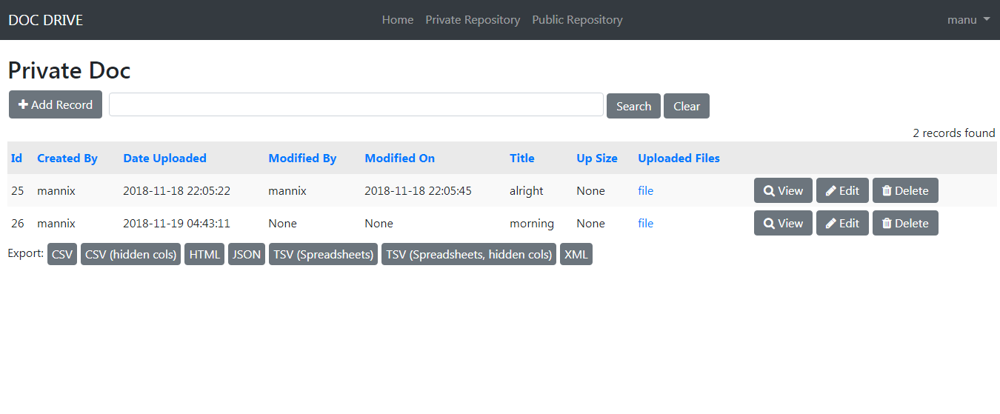 DOC DRIVE Home Private Repository Public Repository manu
Private Doc
Add Record Search Clear
2 records found
Id Created By Date Uploaded Modified By Modified On Title Up Size Uploaded Files
25 mannix 2018-11-18 22:05:22 mannix 2018-11-18 22:05:45 alright None file View Edit Delete
26 mannix 2018-11-19 04:43:11 None None morning None file View Edit Delete
Export: CSV CSV (hidden cols) HTML JSON TSV (Spreadsheets) TSV (Spreadsheets, hidden cols) XML